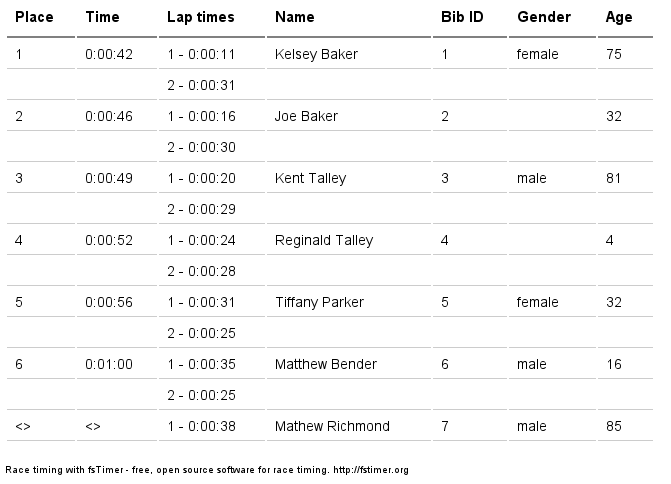 Place Time Lap times Name Bib ID Gender Age
1 0:00:42 1 - 0:00:11 Kelsey Baker 1 female 75
2 - 0:00:31
2 0:00:46 1 - 0:00:16 Joe Baker 2 32
2 - 0:00:30
3 0:00:49 1 - 0:00:20 Kent Talley 3 male 81
2 - 0:00:29
4 0:00:52 1 - 0:00:24 Reginald Talley 4 4
2 - 0:00:28
5 0:00:56 1 - 0:00:31 Tiffany Parker 5 female 32
2 - 0:00:25
6 0:01:00 1 - 0:00:35 Matthew Bender 6 male 16
2 - 0:00:25
<> <> 1 - 0:00:38 Mathew Richmond 7 male 85
Race timing with fsTimer - free, open source software for race timing. http://fstimer.org